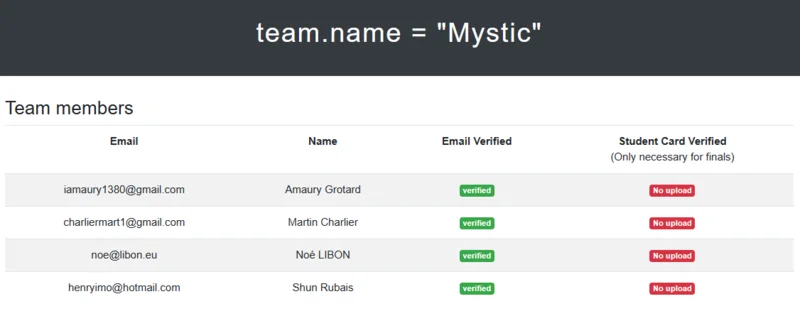 team.name = "Mystic"
Team members
Email Name Email Verified Student Card Verified
(Only necessary for finals)
iamaury1380@gmail.com Amaury Grotard verified No upload
charliermart1@gmail.com Martin Charlier verified No upload
noe@libon.eu Noé LIBON verified No upload
henryimo@hotmail.com Shun Rubais verified No upload